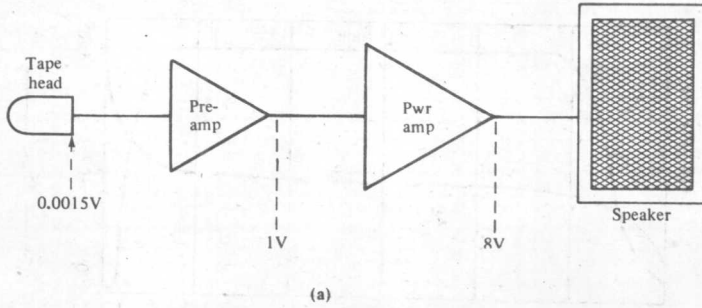 Tape
head
Pre-
amp
Pwr
amp
0.0015V
1V
8V
Speaker
(a)